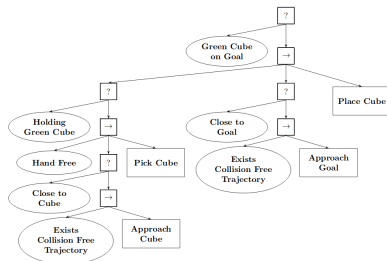 ?
Green Cube
on Goal
→
?
?
Place Cube
Holding
Green Cube
→
Close to
Goal
→
Hand Free
?
Pick Cube
Exists
Collision Free
Trajectory
Approach
Goal
Close to
Cube
→
Exists
Collision Free
Trajectory
Approach
Cube